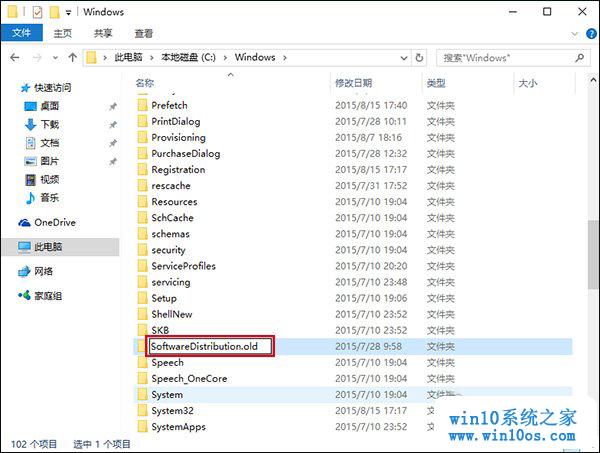 Windows
文件 主页 共享 查看
此电脑 本地磁盘 (C:) Windows 搜索"Windows"
快速访问
桌面
下载
文档
图片
视频
音乐
OneDrive
此电脑
网络
家庭组
名称 修改日期 类型 大小
Prefetch 2015/8/15 17:40 文件夹
PrintDialog 2015/7/28 10:11 文件夹
Provisioning 2015/8/7 18:16 文件夹
PurchaseDialog 2015/7/28 12:32 文件夹
Registration 2015/8/15 17:17 文件夹
rescache 2015/7/31 17:52 文件夹
Resources 2015/7/10 19:04 文件夹
SchCache 2015/7/10 19:04 文件夹
schemas 2015/7/10 19:04 文件夹
security 2015/7/10 19:04 文件夹
ServiceProfiles 2015/7/10 20:20 文件夹
servicing 2015/7/10 23:48 文件夹
Setup 2015/7/10 19:06 文件夹
ShellNew 2015/7/10 23:52 文件夹
SKB 2015/7/10 23:52 文件夹
SoftwareDistribution.old 2015/7/28 9:58 文件夹
Speech 2015/7/10 19:04 文件夹
Speech_OneCore 2015/7/10 19:04 文件夹
System 2015/7/10 19:04 文件夹
System32 2015/8/15 17:17 文件夹
SystemApps 2015/7/10 23:52 文件夹
102 个项目 选中 1 个项目
win10系统之家
www.win10os.com